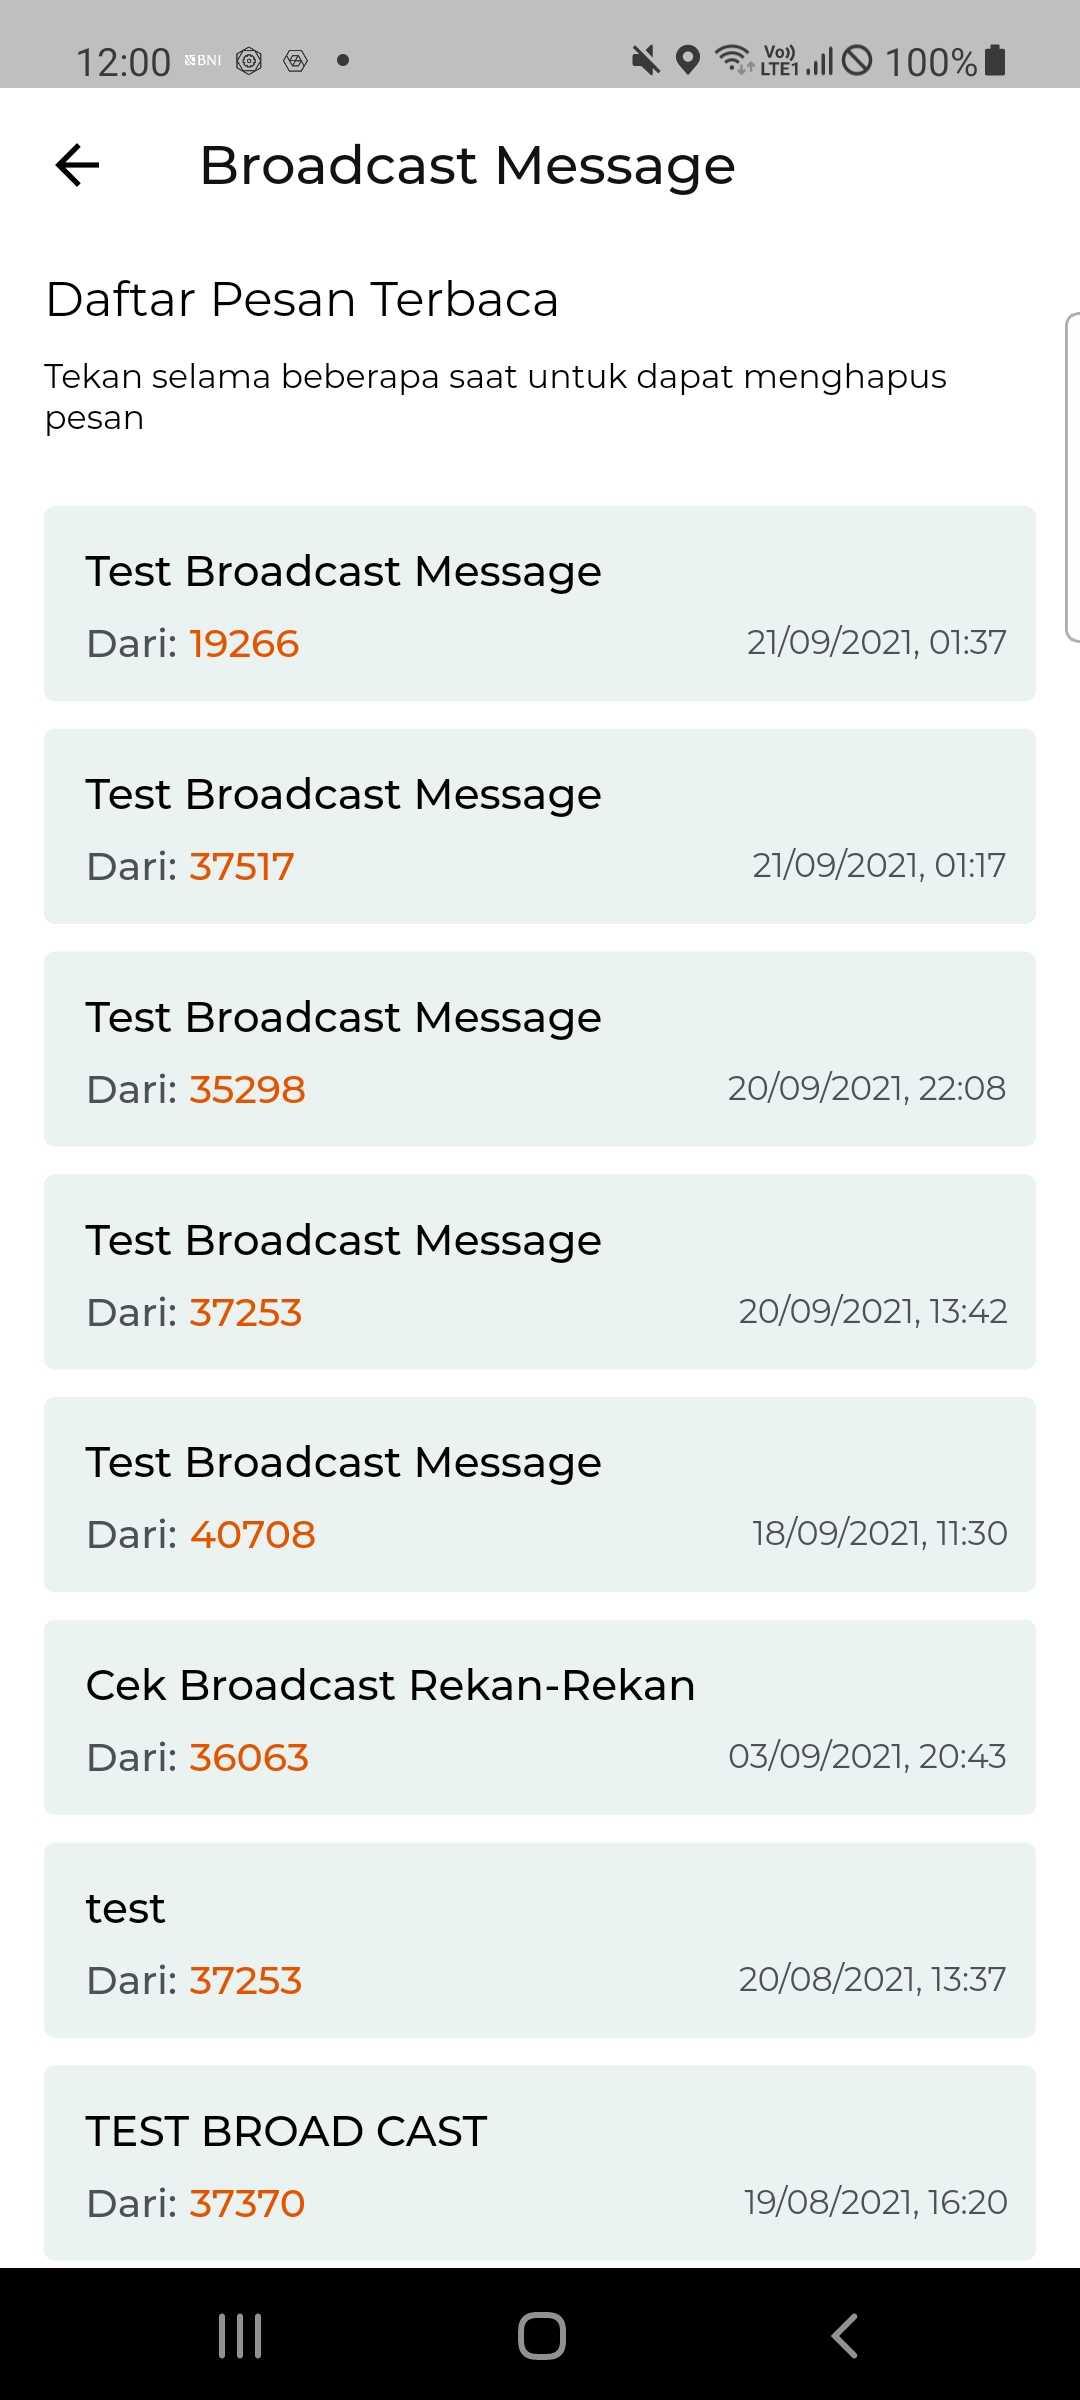 12:00 BNI Vo)) LTE1 100%
Broadcast Message
Daftar Pesan Terbaca
Tekan selama beberapa saat untuk dapat menghapus
pesan
Test Broadcast Message
Dari: 19266 21/09/2021, 01:37
Test Broadcast Message
Dari: 37517 21/09/2021, 01:17
Test Broadcast Message
Dari: 35298 20/09/2021, 22:08
Test Broadcast Message
Dari: 37253 20/09/2021, 13:42
Test Broadcast Message
Dari: 40708 18/09/2021, 11:30
Cek Broadcast Rekan-Rekan
Dari: 36063 03/09/2021, 20:43
test
Dari: 37253 20/08/2021, 13:37
TEST BROAD CAST
Dari: 37370 19/08/2021, 16:20